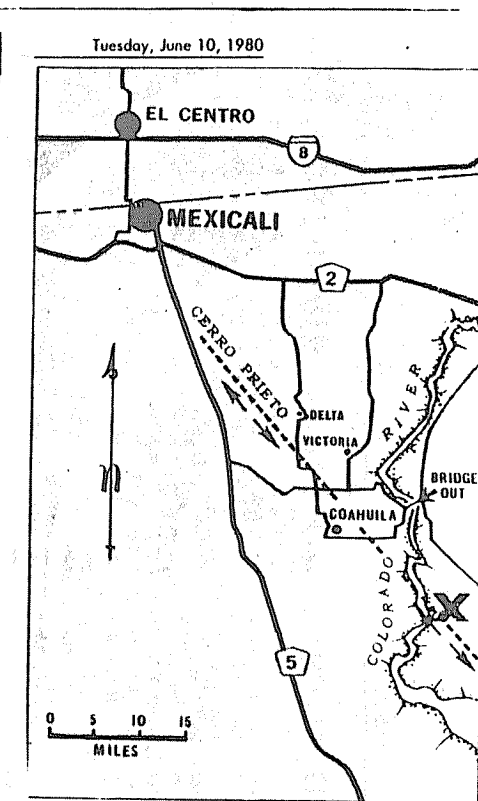 Tuesday, June 10, 1980
EL CENTRO
8
MEXICALI
2
CERRO PRIETO
DELTA
VICTORIA
RIVER
BRIDGE
OUT
COAHUILA
COLORADO
X
N
5
0 5 10 15
MILES